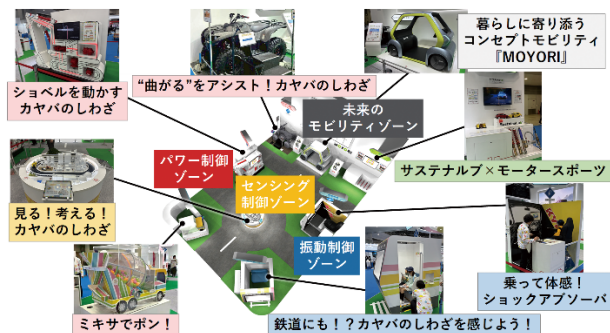 暮らしに寄り添う
コンセプトモビリティ
『MOYORI』
ショベルを動かす
カヤバのしわざ
“曲がる”をアシスト！カヤバのしわざ
未来の
モビリティゾーン
パワー制御
ゾーン
センシング
制御ゾーン
サステナルブ×モータースポーツ
見る！考える！
カヤバのしわざ
振動制御
ゾーン
乗って体感！
ショックアブソーバ
ミキサでポン！
鉄道にも！？カヤバのしわざを感じよう！